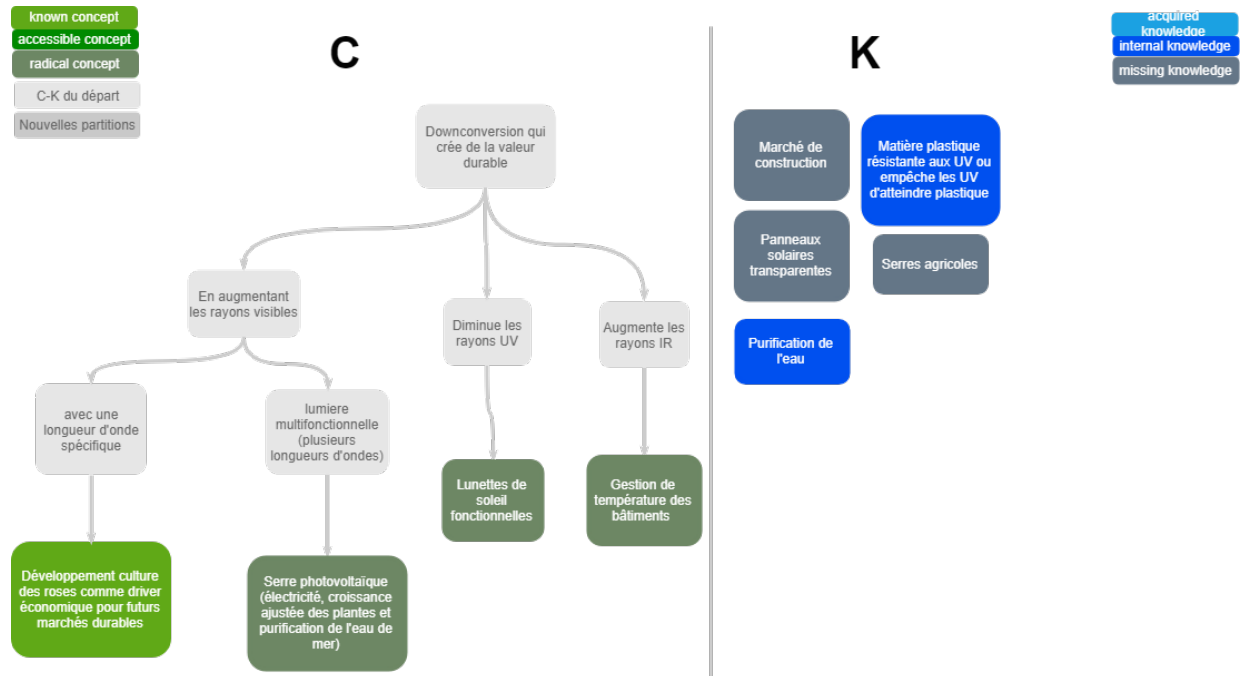 known concept
accessible concept
radical concept
C-K du départ
Nouvelles partitions
C
K
acquired
knowledge
internal knowledge
missing knowledge
Downconversion qui
crée de la valeur
durable
En augmentant
les rayons visibles
Diminue les
rayons UV
Augmente les
rayons IR
avec une
longueur d'onde
spécifique
lumiere
multifonctionnelle
(plusieurs
longueurs d'ondes)
Lunettes de
soleil
fonctionnelles
Gestion de
température des
bâtiments
Développement culture
des roses comme driver
économique pour futurs
marchés durables
Serre photovoltaïque
(électricité, croissance
ajustée des plantes et
purification de l'eau de
mer)
Marché de
construction
Matière plastique
résistante aux UV ou
empêche les UV
d'atteindre plastique
Panneaux
solaires
transparentes
Serres agricoles
Purification de
l'eau